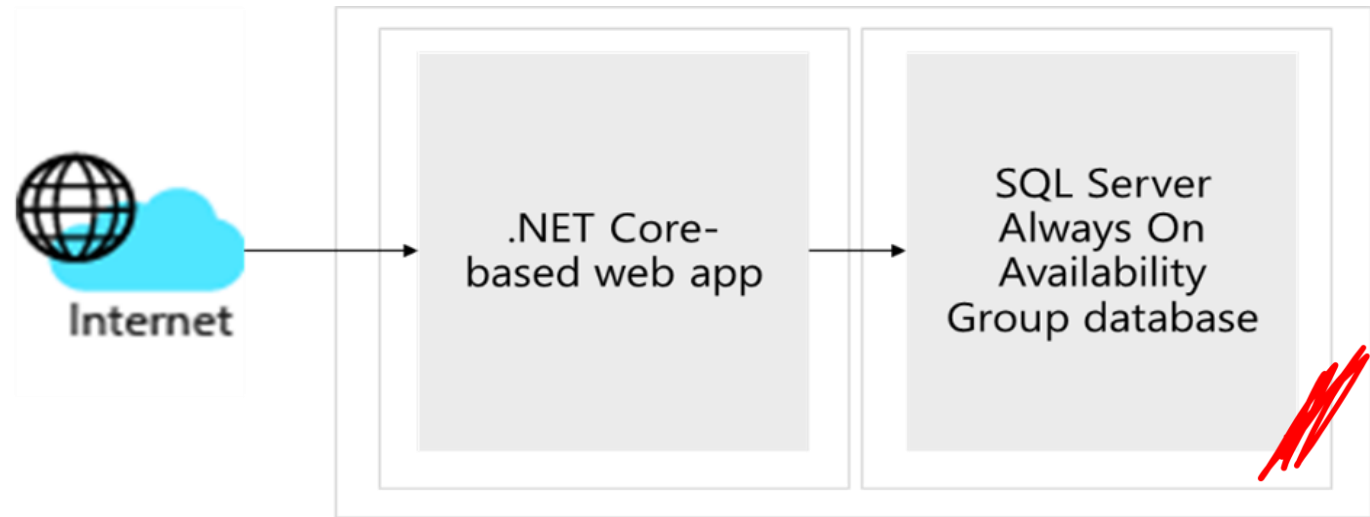 Internet
.NET Core-
based web app
SQL Server
Always On
Availability
Group database